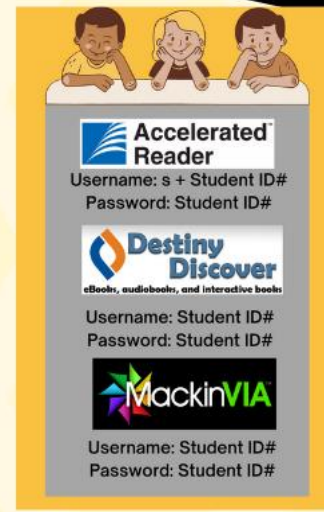 Accelerated
Reader
Username: s + Student ID#
Password: Student ID#
Destiny
Discover
eBooks, audiobooks, and interactive books
Username: Student ID#
Password: Student ID#
MackinVIA
Username: Student ID#
Password: Student ID#